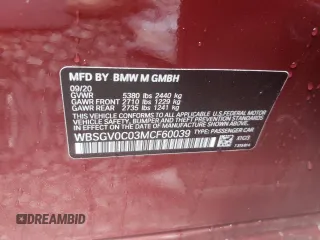 MFD BY BMW M GMBH
09/20
GVWR 5380 lbs 2440 kg
GAWR FRONT 2710 lbs 1229 kg
GAWR REAR 2735 lbs 1241 kg
THIS VEHICLE CONFORMS TO ALL APPLICABLE
U.S. FEDERAL MOTOR VEHICLE SAFETY, BUMPER
AND THEFT PREVENTION STANDARDS IN EFFECT
ON THE DATE OF MANUFACTURE SHOWN ABOVE.
WBSGV0C03MCF60039 TYPE: PASSENGER CAR
DREAMBID